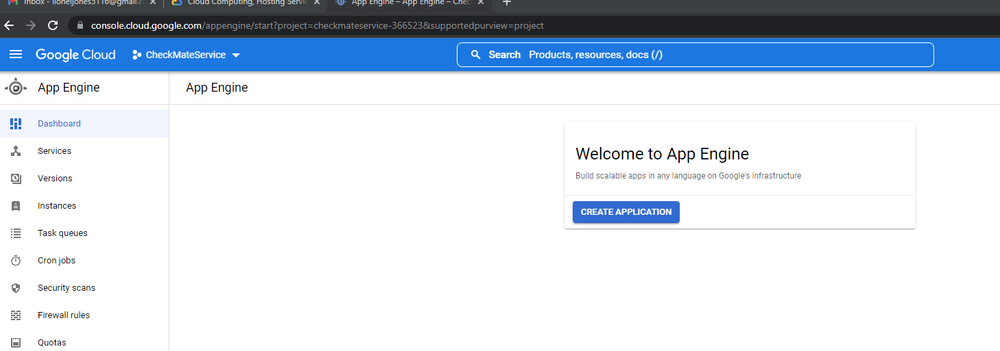 Inbox - lioneljones5116@gmail.c
Cloud Computing, Hosting Servic
App Engine – App Engine – Chec
console.cloud.google.com/appengine/start?project=checkmateservice-366523&supportedpurview=project
Google Cloud
CheckMateService
Search Products, resources, docs (/)
App Engine
App Engine
Dashboard
Services
Versions
Instances
Task queues
Cron jobs
Security scans
Firewall rules
Quotas
Welcome to App Engine
Build scalable apps in any language on Google's infrastructure
CREATE APPLICATION